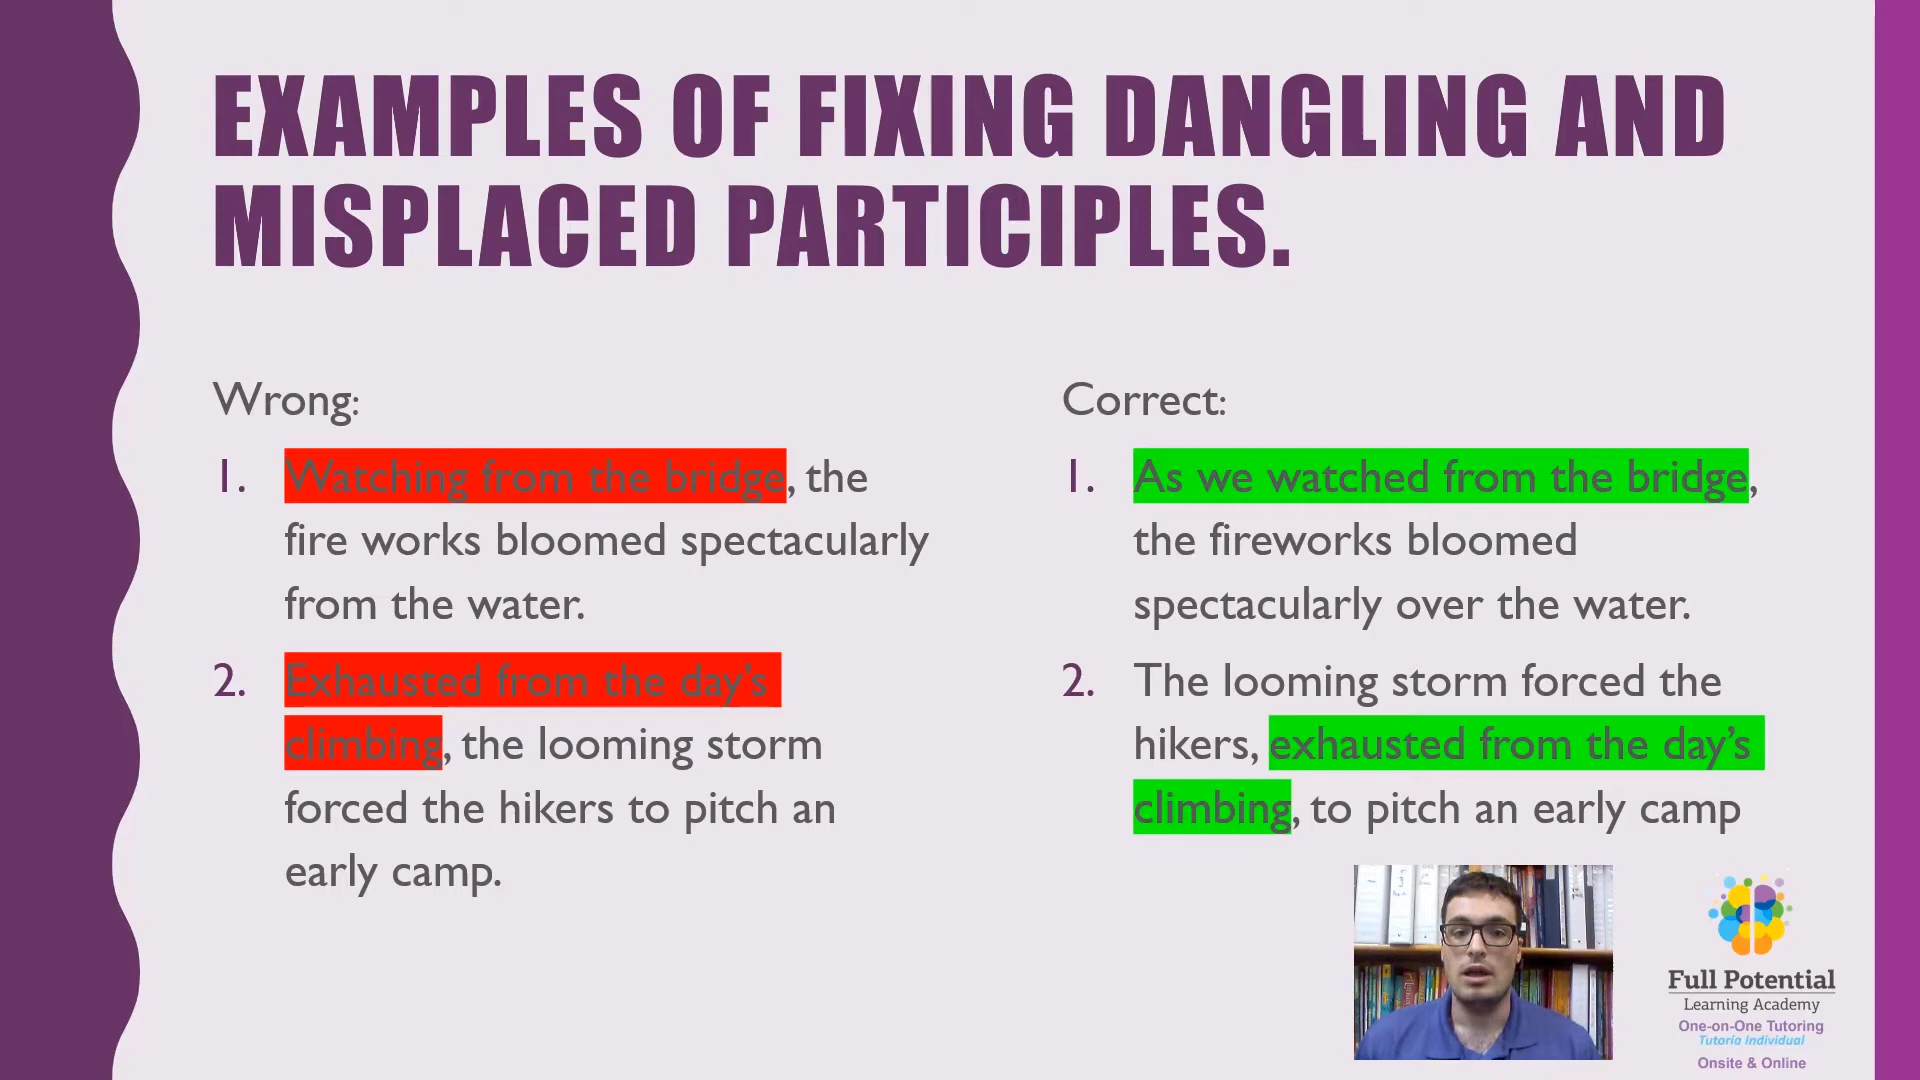 EXAMPLES OF FIXING DANGLING AND
MISPLACED PARTICIPLES.
Wrong:
1. Watching from the bridge, the
fire works bloomed spectacularly
from the water.
2. Exhausted from the day's
climbing, the looming storm
forced the hikers to pitch an
early camp.
Correct:
1. As we watched from the bridge,
the fireworks bloomed
spectacularly over the water.
2. The looming storm forced the
hikers, exhausted from the day's
climbing, to pitch an early camp
Full Potential
Learning Academy
One-on-One Tutoring
Tutoría Individual
Onsite & Online